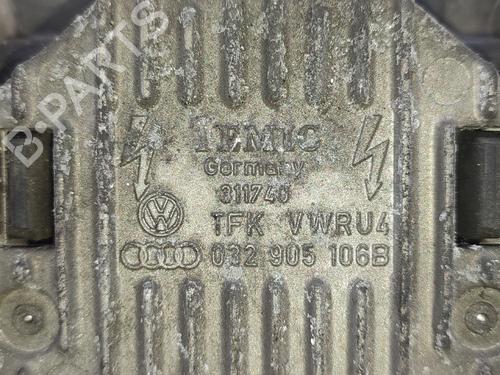 B-PARTS
TEMIC
Germany
311740
TFK VWRU4
032 905 106B